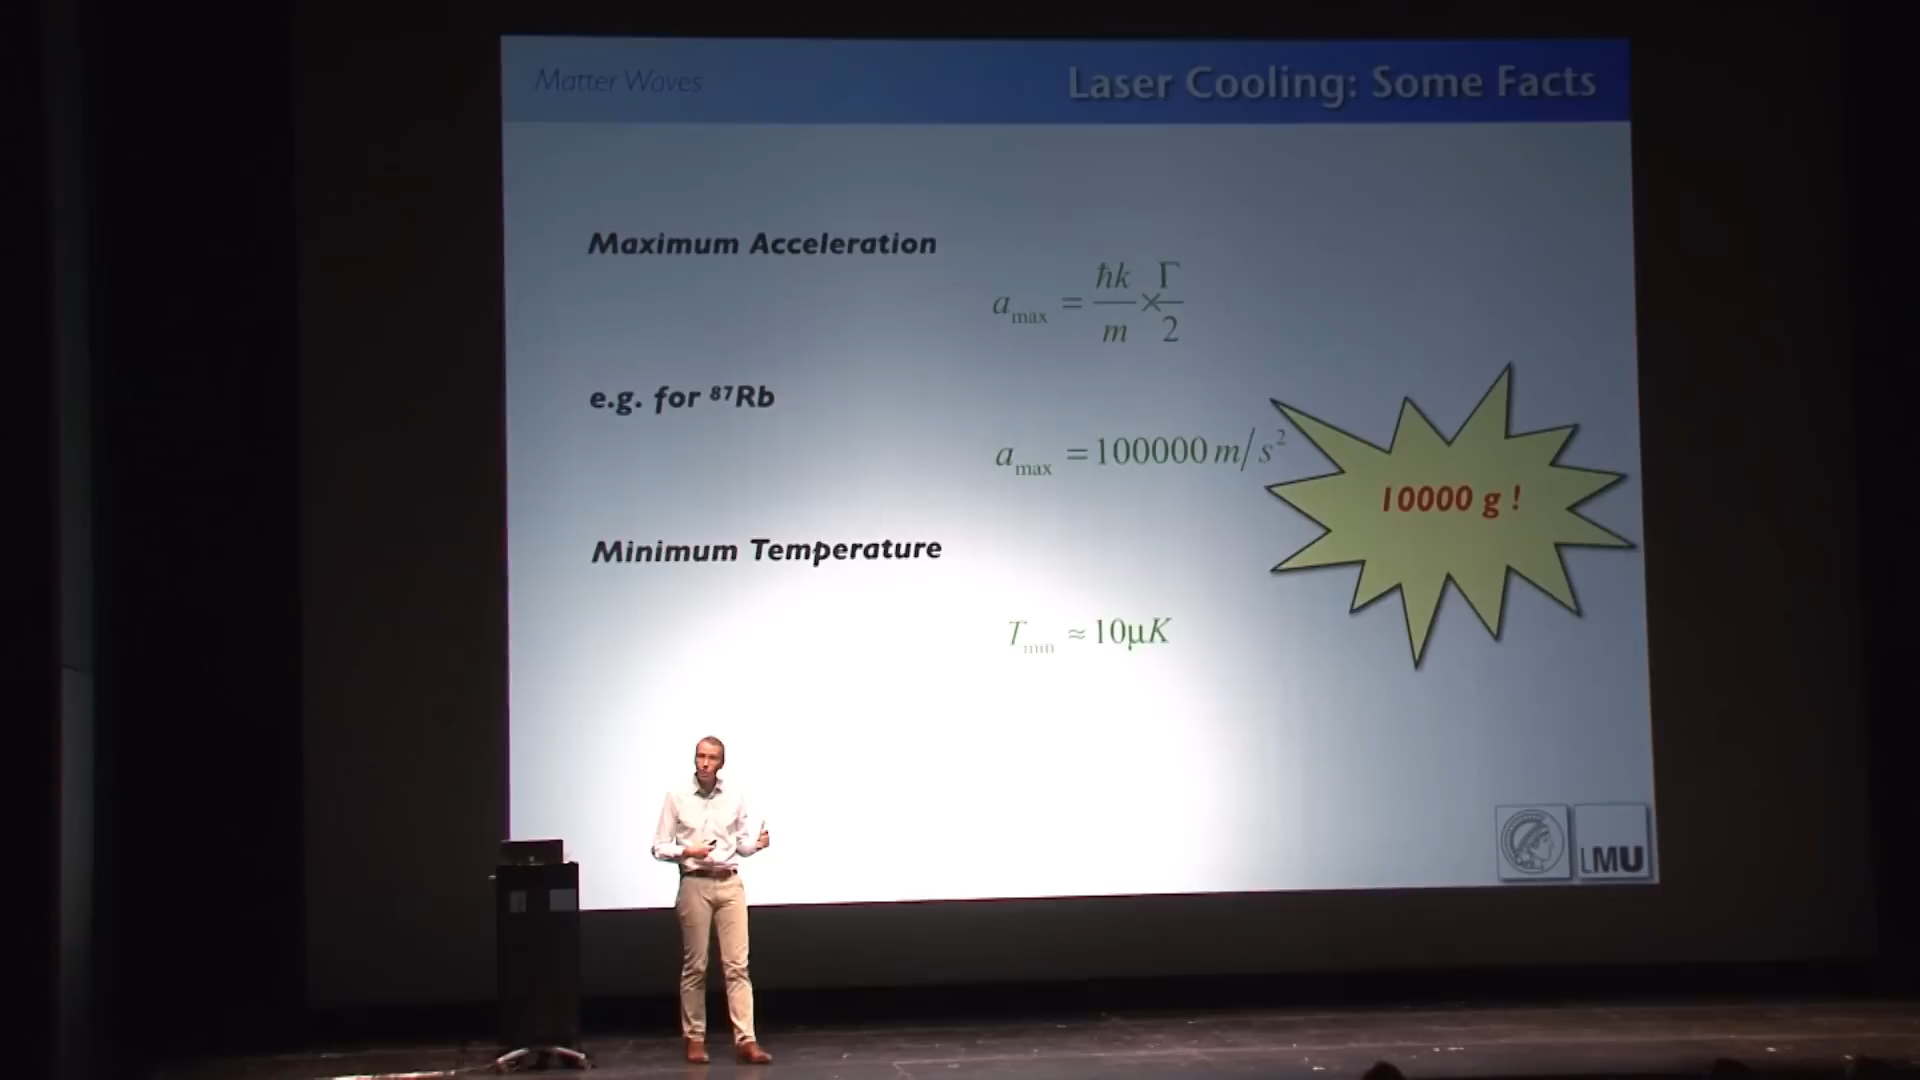 Matter Waves
Laser Cooling: Some Facts
Maximum Acceleration
a_max = ħk/m × Γ/2
e.g. for ⁸⁷Rb
a_max = 100000 m/s²
10000 g !
Minimum Temperature
T_min ≈ 10µK
LMU